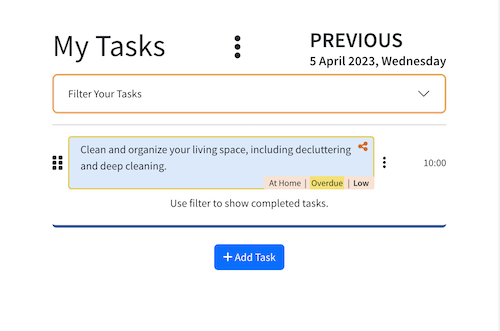 My Tasks
PREVIOUS
5 April 2023, Wednesday
Filter Your Tasks
Clean and organize your living space, including decluttering
and deep cleaning.
10:00
At Home | Overdue | Low
Use filter to show completed tasks.
+ Add Task